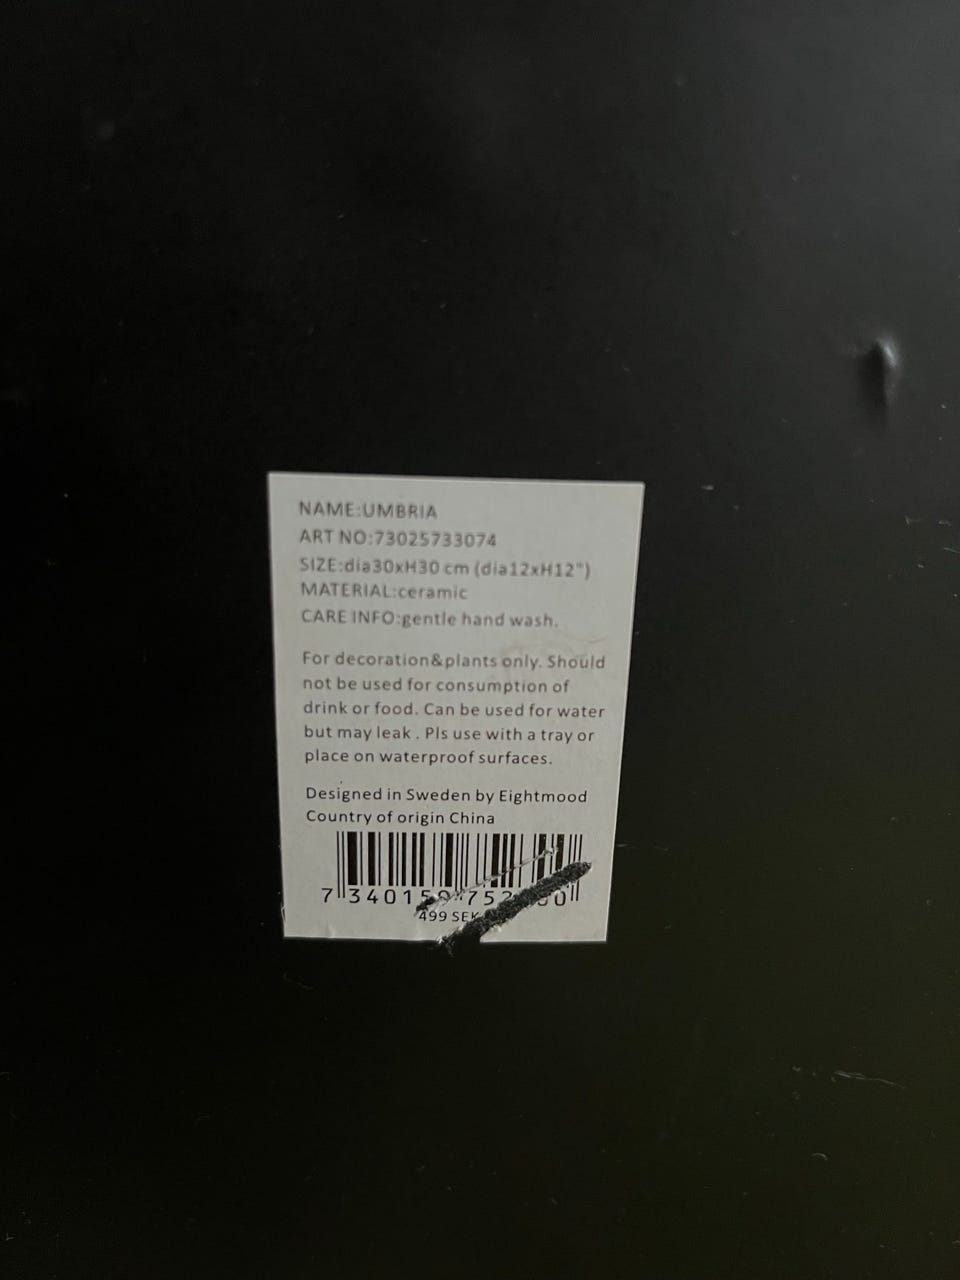 NAME:UMBRIA
ART NO:73025733074
SIZE:dia30xH30 cm (dia12xH12")
MATERIAL:ceramic
CARE INFO:gentle hand wash.
For decoration&plants only. Should
not be used for consumption of
drink or food. Can be used for water
but may leak . Pls use with a tray or
place on waterproof surfaces.
Designed in Sweden by Eightmood
Country of origin China
499 SEK